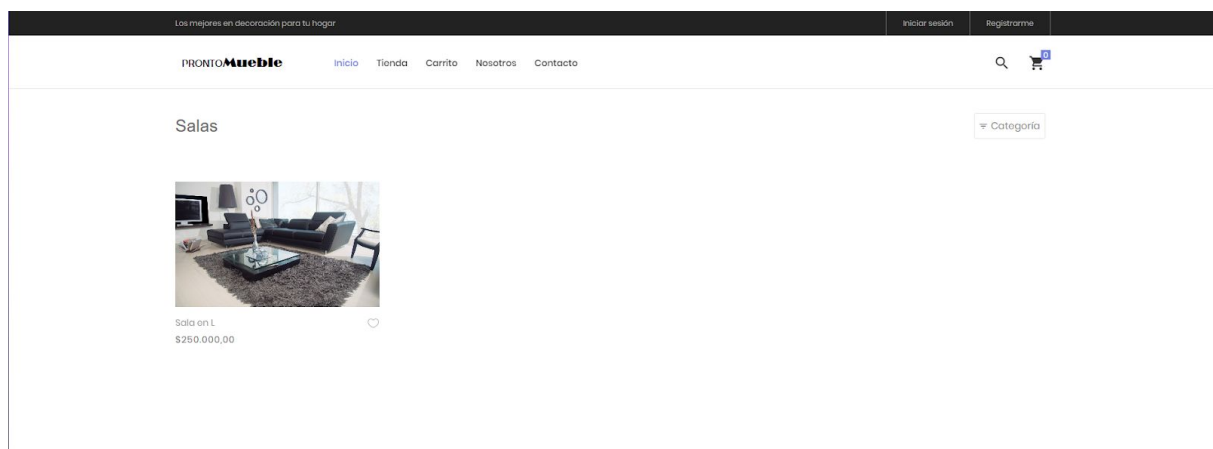 Los mejores en decoración para tu hogar
Iniciar sesión
Registrarme
PRONTOMueble
Inicio
Tienda
Carrito
Nosotros
Contacto
0
Salas
Categoría
Sala en L
$250.000,00